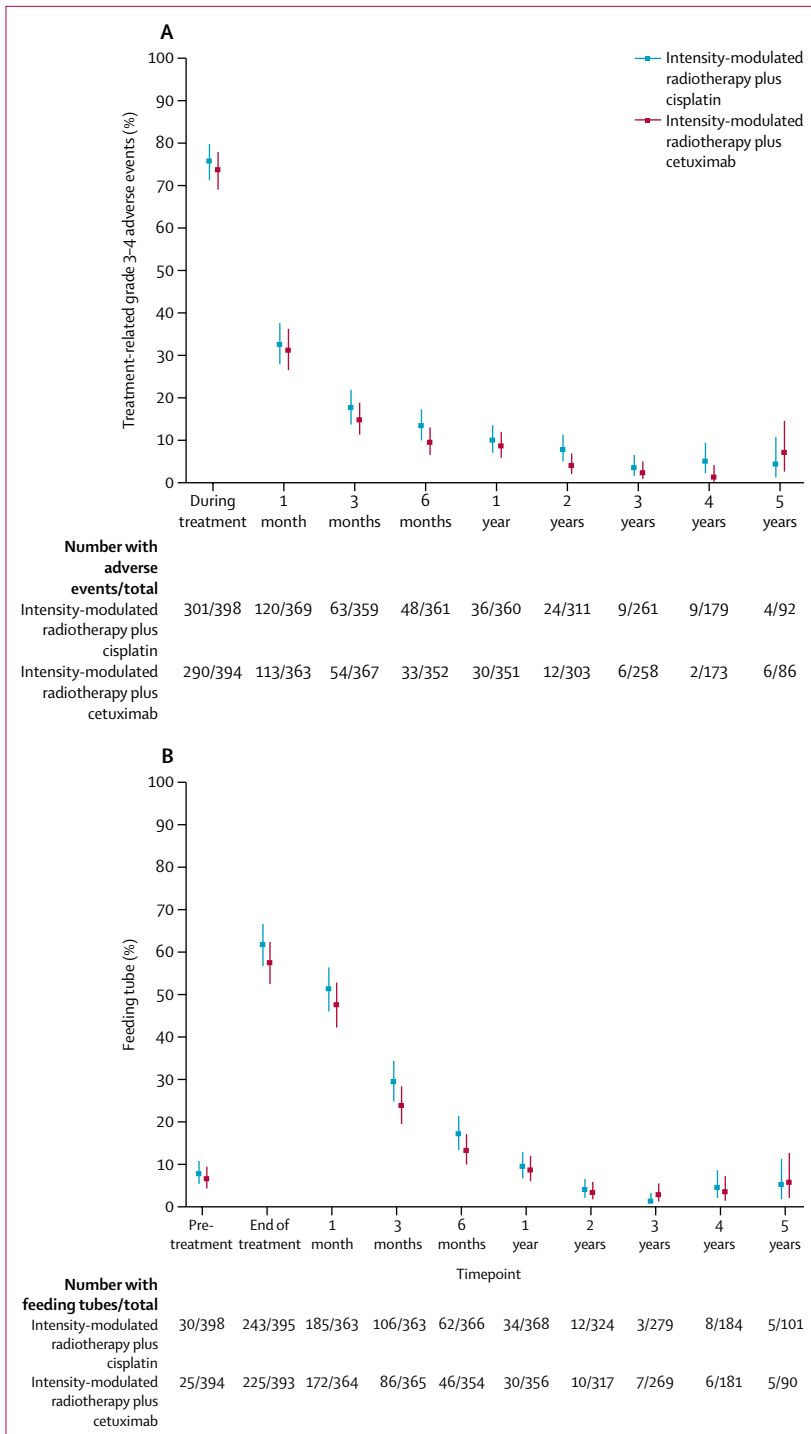 A
100
90
80
70
60
50
40
30
20
10
0
Treatment-related grade 3–4 adverse events (%)
Intensity-modulated
radiotherapy plus
cisplatin
Intensity-modulated
radiotherapy plus
cetuximab
During 1 3 6 1 2 3 4 5
treatment month months months year years years years years
Number with
adverse
events/total
Intensity-modulated 301/398 120/369 63/359 48/361 36/360 24/311 9/261 9/179 4/92
radiotherapy plus
cisplatin
Intensity-modulated 290/394 113/363 54/367 33/352 30/351 12/303 6/258 2/173 6/86
radiotherapy plus
cetuximab
B
100
90
80
70
60
50
40
30
20
10
0
Feeding tube (%)
Pre- End of 1 3 6 1 2 3 4 5
treatment treatment month months months year years years years years
Timepoint
Number with
feeding tubes/total
Intensity-modulated 30/398 243/395 185/363 106/363 62/366 34/368 12/324 3/279 8/184 5/101
radiotherapy plus
cisplatin
Intensity-modulated 25/394 225/393 172/364 86/365 46/354 30/356 10/317 7/269 6/181 5/90
radiotherapy plus
cetuximab